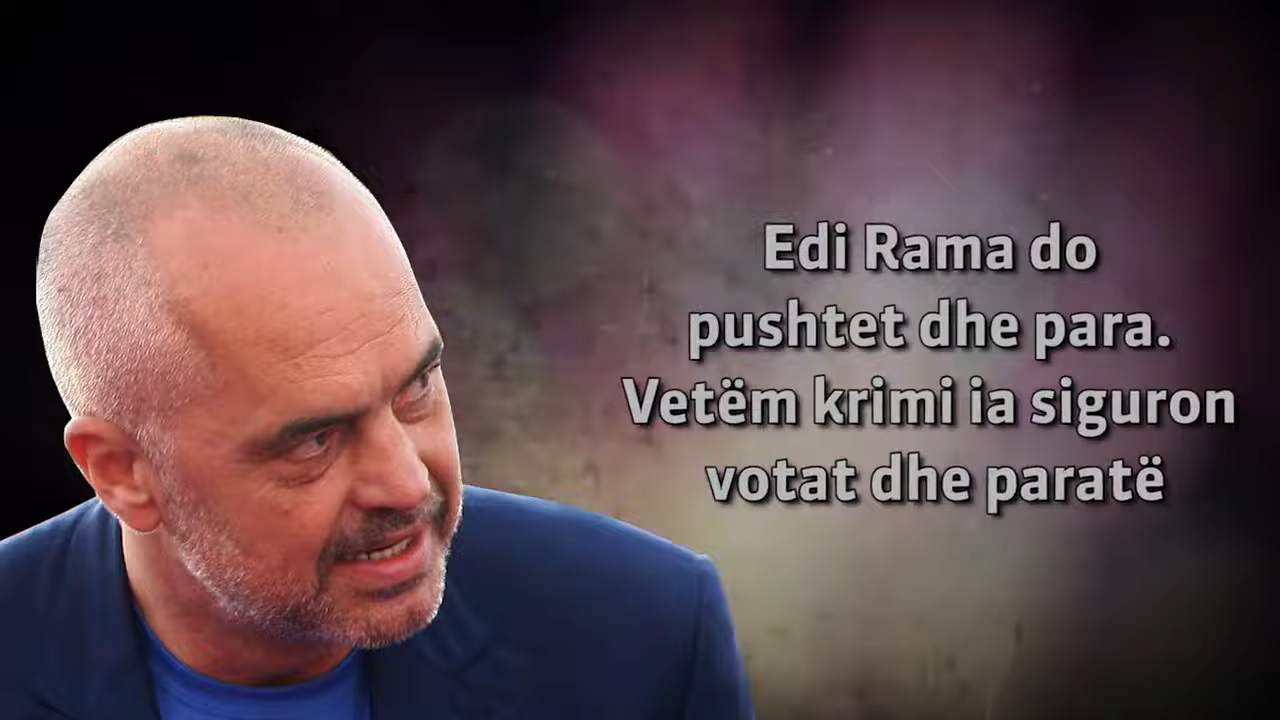 Edi Rama do
pushtet dhe para.
Vetëm krimi ia siguron
votat dhe paratë